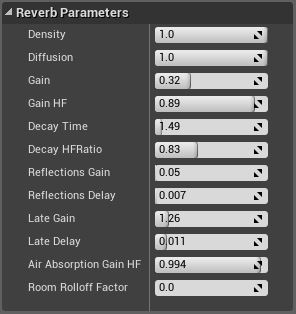 Reverb Parameters
Density 1.0
Diffusion 1.0
Gain 0.32
Gain HF 0.89
Decay Time 1.49
Decay HFRatio 0.83
Reflections Gain 0.05
Reflections Delay 0.007
Late Gain 1.26
Late Delay 0.011
Air Absorption Gain HF 0.994
Room Rolloff Factor 0.0